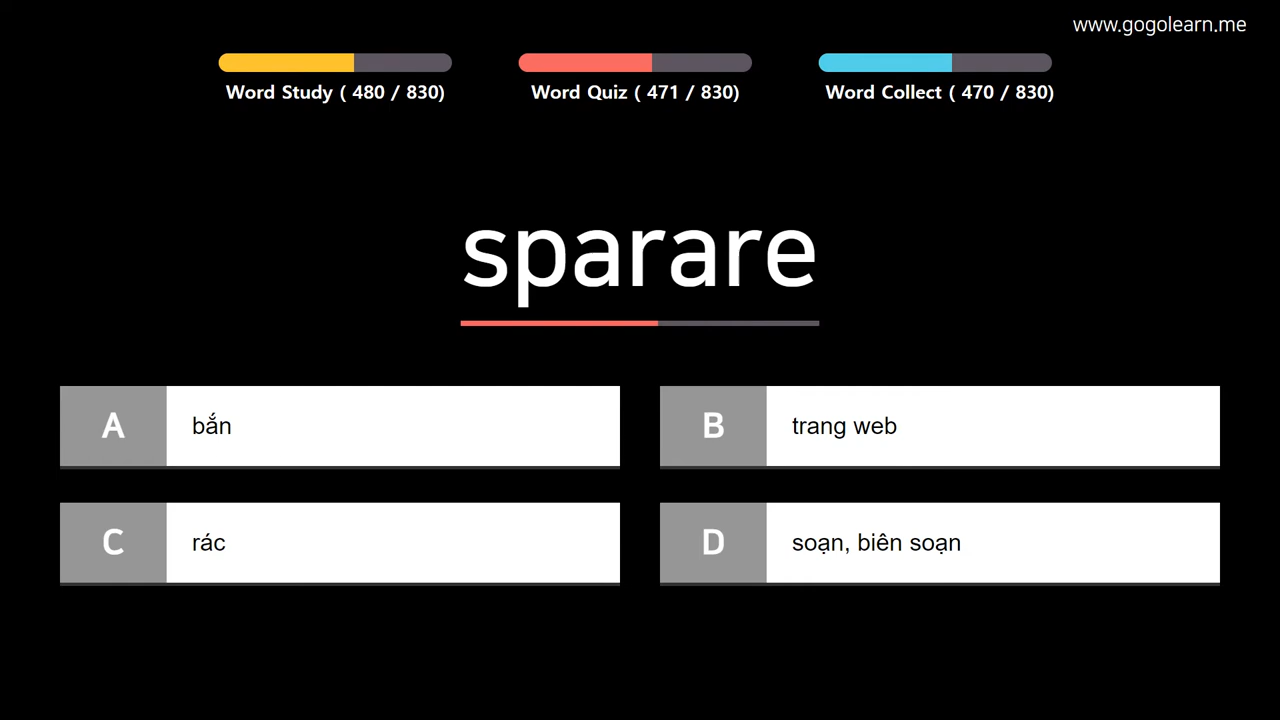 www.gogolearn.me
Word Study ( 480 / 830)
Word Quiz ( 471 / 830)
Word Collect ( 470 / 830)
sparare
A
bắn
B
trang web
C
rác
D
soạn, biên soạn